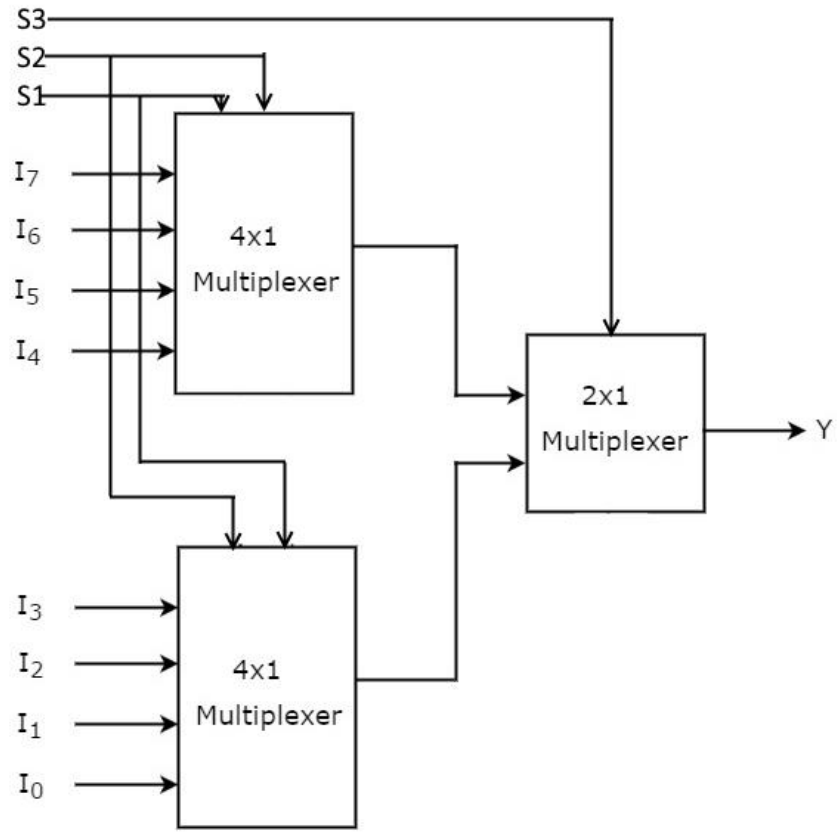 S3
S2
S1
I₇
I₆
I₅
I₄
4x1
Multiplexer
2x1
Multiplexer
Y
I₃
I₂
I₁
I₀
4x1
Multiplexer